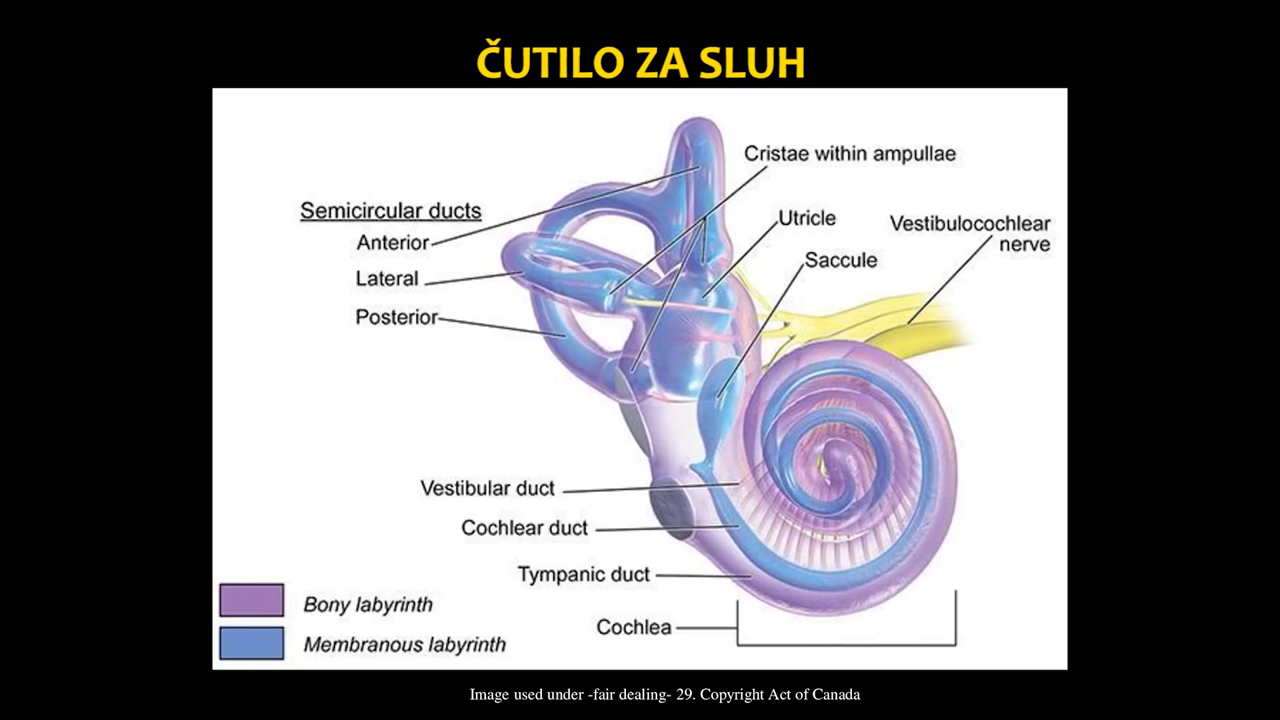 ČUTILO ZA SLUH
Cristae within ampullae
Semicircular ducts
Anterior
Lateral
Posterior
Utricle
Saccule
Vestibulocochlear
nerve
Vestibular duct
Cochlear duct
Tympanic duct
Cochlea
Bony labyrinth
Membranous labyrinth
Image used under -fair dealing- 29. Copyright Act of Canada